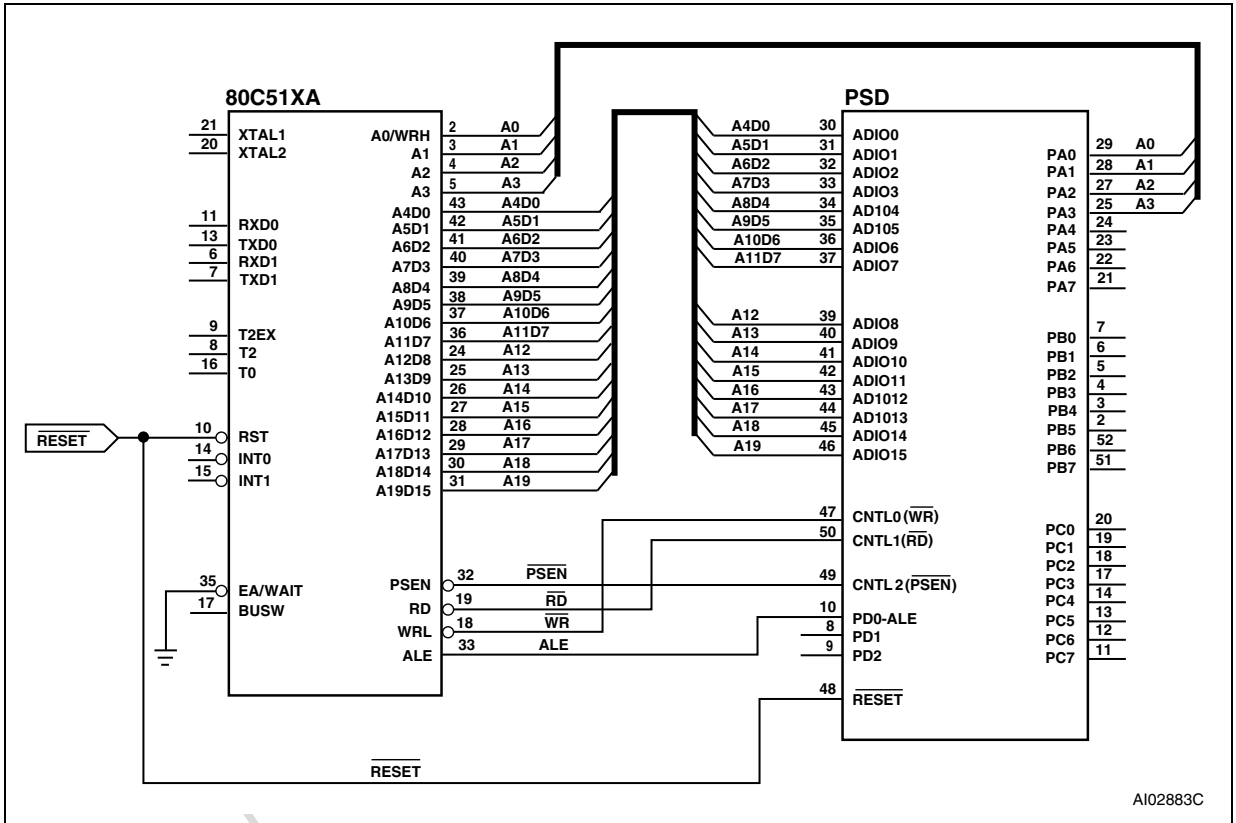 80C51XA
PSD
21 XTAL1
20 XTAL2
11 RXD0
13 TXD0
6 RXD1
7 TXD1
9 T2EX
8 T2
16 T0
RESET
10 RST
14 INT0
15 INT1
35 EA/WAIT
17 BUSW
A0/WRH 2 A0
A1 3 A1
A2 4 A2
A3 5 A3
A4D0 43 A4D0
A5D1 42 A5D1
A6D2 41 A6D2
A7D3 40 A7D3
A8D4 39 A8D4
A9D5 38 A9D5
A10D6 37 A10D6
A11D7 36 A11D7
A12D8 24 A12
A13D9 25 A13
A14D10 26 A14
A15D11 27 A15
A16D12 28 A16
A17D13 29 A17
A18D14 30 A18
A19D15 31 A19
PSEN 32 PSEN
RD 19 RD
WRL 18 WR
ALE 33 ALE
A4D0 30 ADIO0
A5D1 31 ADIO1
A6D2 32 ADIO2
A7D3 33 ADIO3
A8D4 34 AD104
A9D5 35 AD105
A10D6 36 ADIO6
A11D7 37 ADIO7
A12 39 ADIO8
A13 40 ADIO9
A14 41 ADIO10
A15 42 ADIO11
A16 43 AD1012
A17 44 AD1013
A18 45 ADIO14
A19 46 ADIO15
47 CNTL0 (WR)
50 CNTL1(RD)
49 CNTL 2 (PSEN)
10 PD0-ALE
8 PD1
9 PD2
48 RESET
PA0 29 A0
PA1 28 A1
PA2 27 A2
PA3 25 A3
PA4 24
PA5 23
PA6 22
PA7 21
PB0 7
PB1 6
PB2 5
PB3 4
PB4 3
PB5 2
PB6 52
PB7 51
PC0 20
PC1 19
PC2 18
PC3 17
PC4 14
PC5 13
PC6 12
PC7 11
RESET
AI02883C